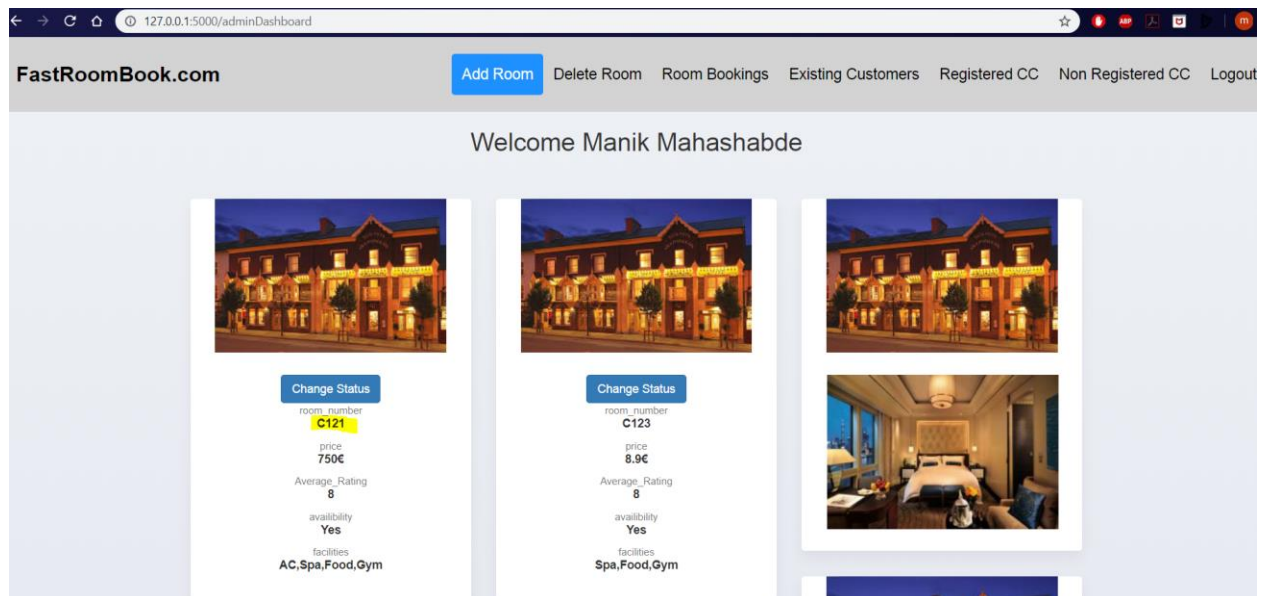 127.0.0.1:5000/adminDashboard
ABP
m
FastRoomBook.com
Add Room Delete Room Room Bookings Existing Customers Registered CC Non Registered CC Logout
Welcome Manik Mahashabde
Change Status
room_number
C121
price
750€
Average_Rating
8
availibility
Yes
facilities
AC,Spa,Food,Gym
Change Status
room_number
C123
price
8.9€
Average_Rating
8
availibility
Yes
facilities
Spa,Food,Gym